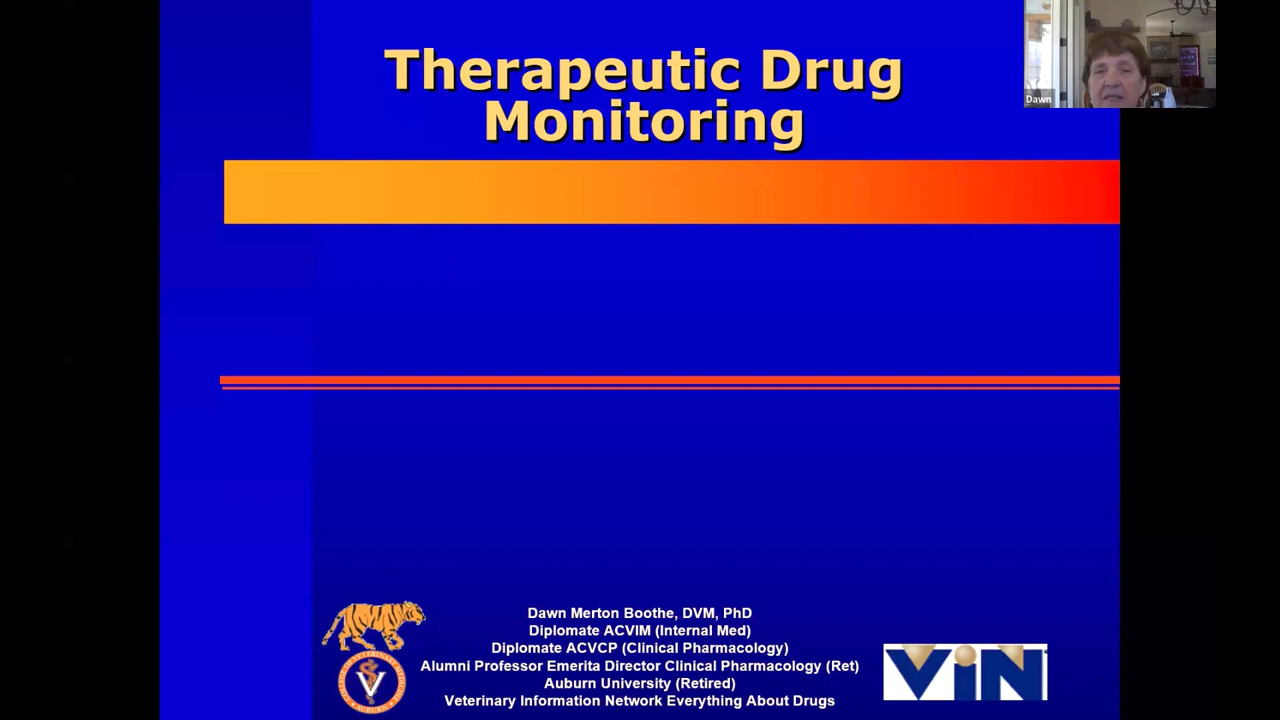 Therapeutic Drug
Monitoring
Dawn
Dawn Merton Boothe, DVM, PhD
Diplomate ACVIM (Internal Med)
Diplomate ACVCP (Clinical Pharmacology)
Alumni Professor Emerita Director Clinical Pharmacology (Ret)
Auburn University (Retired)
Veterinary Information Network Everything About Drugs
V
AUBURN
ViN